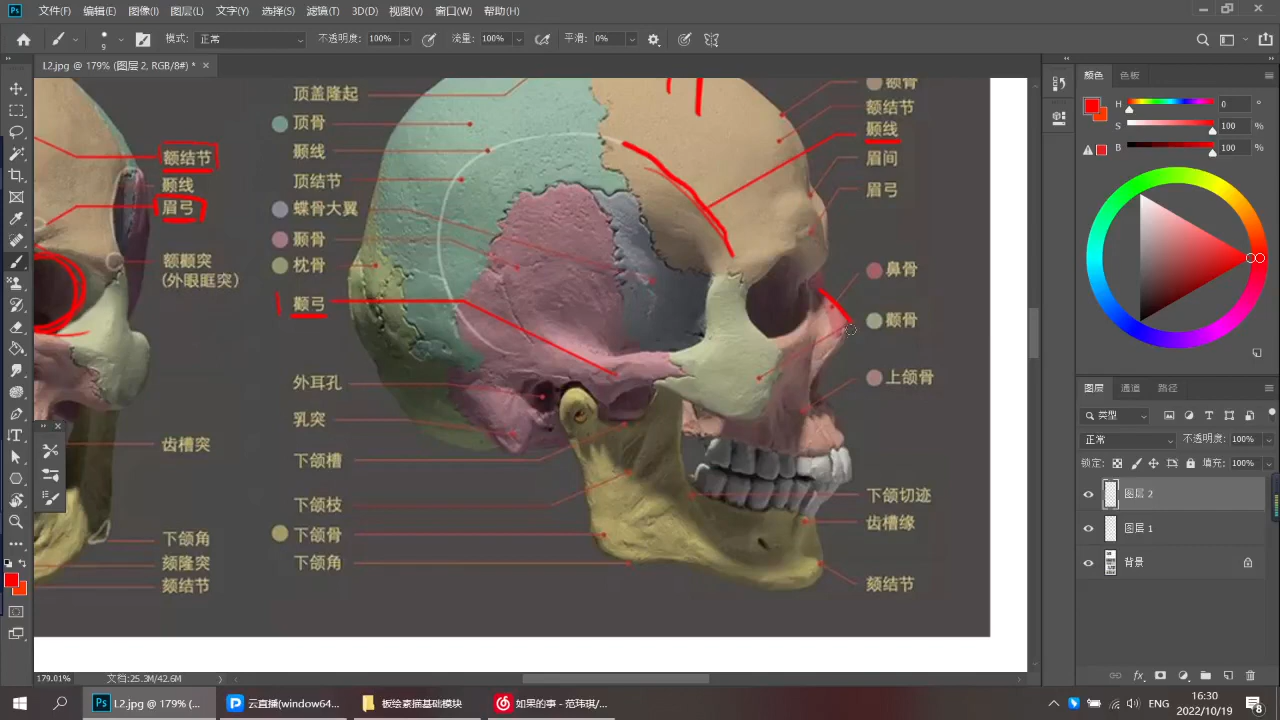 Ps 文件(F) 编辑(E) 图像(I) 图层(L) 文字(Y) 选择(S) 滤镜(T) 3D(D) 视图(V) 窗口(W) 帮助(H)
9 模式: 正常 不透明度: 100% 流量: 100% 平滑: 0%
L2.jpg @ 179% (图层 2, RGB/8#) * ×
额结节
颞线
眉弓
额颧突
(外眼眶突)
齿槽突
下颌角
颏隆突
颏结节
顶盖隆起
顶骨
颞线
顶结节
蝶骨大翼
颞骨
枕骨
颧弓
外耳孔
乳突
下颌槽
下颌枝
下颌骨
下颌角
额骨
额结节
颞线
眉间
眉弓
鼻骨
颧骨
上颌骨
下颌切迹
齿槽缘
颏结节
颜色 色板
H 0 °
S 100 %
B 100 %
图层 通道 路径
类型
正常 不透明度: 100%
锁定: 填充: 100%
图层 2
图层 1
背景
179.01% 文档:25.3M/42.6M
Ps L2.jpg @ 179% (...
云直播(window64...
板绘素描基础模块
如果的事 - 范玮琪/...
ENG
16:30
2022/10/19
8